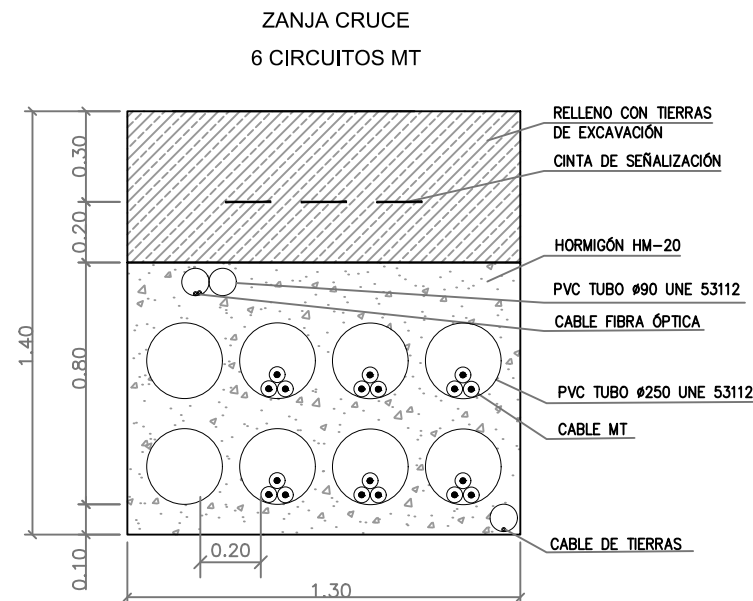 ZANJA CRUCE
6 CIRCUITOS MT
RELLENO CON TIERRAS
DE EXCAVACIÓN
CINTA DE SEÑALIZACIÓN
HORMIGÓN HM-20
PVC TUBO ø90 UNE 53112
CABLE FIBRA ÓPTICA
PVC TUBO ø250 UNE 53112
CABLE MT
CABLE DE TIERRAS
0.30
0.20
1.40
0.80
0.10
0.20
1.30